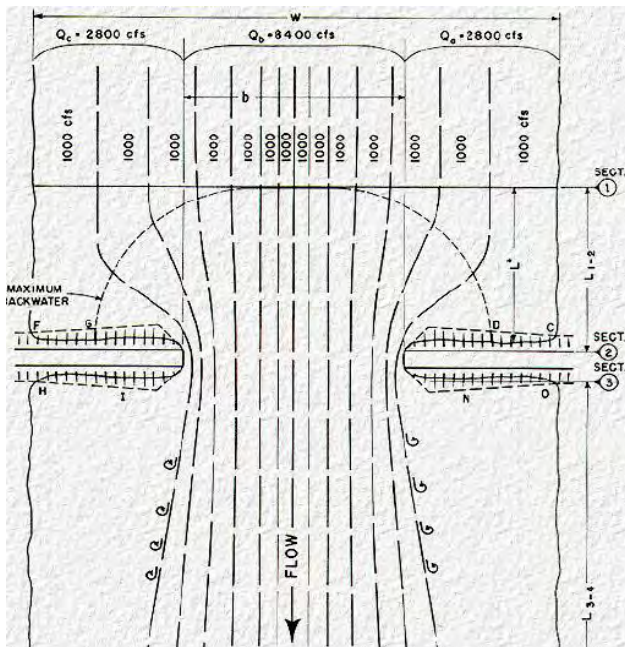 W
Qc = 2800 cfs
Qb = 8400 cfs
Qa = 2800 cfs
b
1000 cfs
1000
1000
1000
1000
1000
1000
1000
1000
1000
1000
1000
1000
1000 cfs
SECT.
1
L*
L1-2
MAXIMUM
BACKWATER
F
G
D
C
SECT.
2
SECT.
3
H
I
N
O
FLOW
L3-4